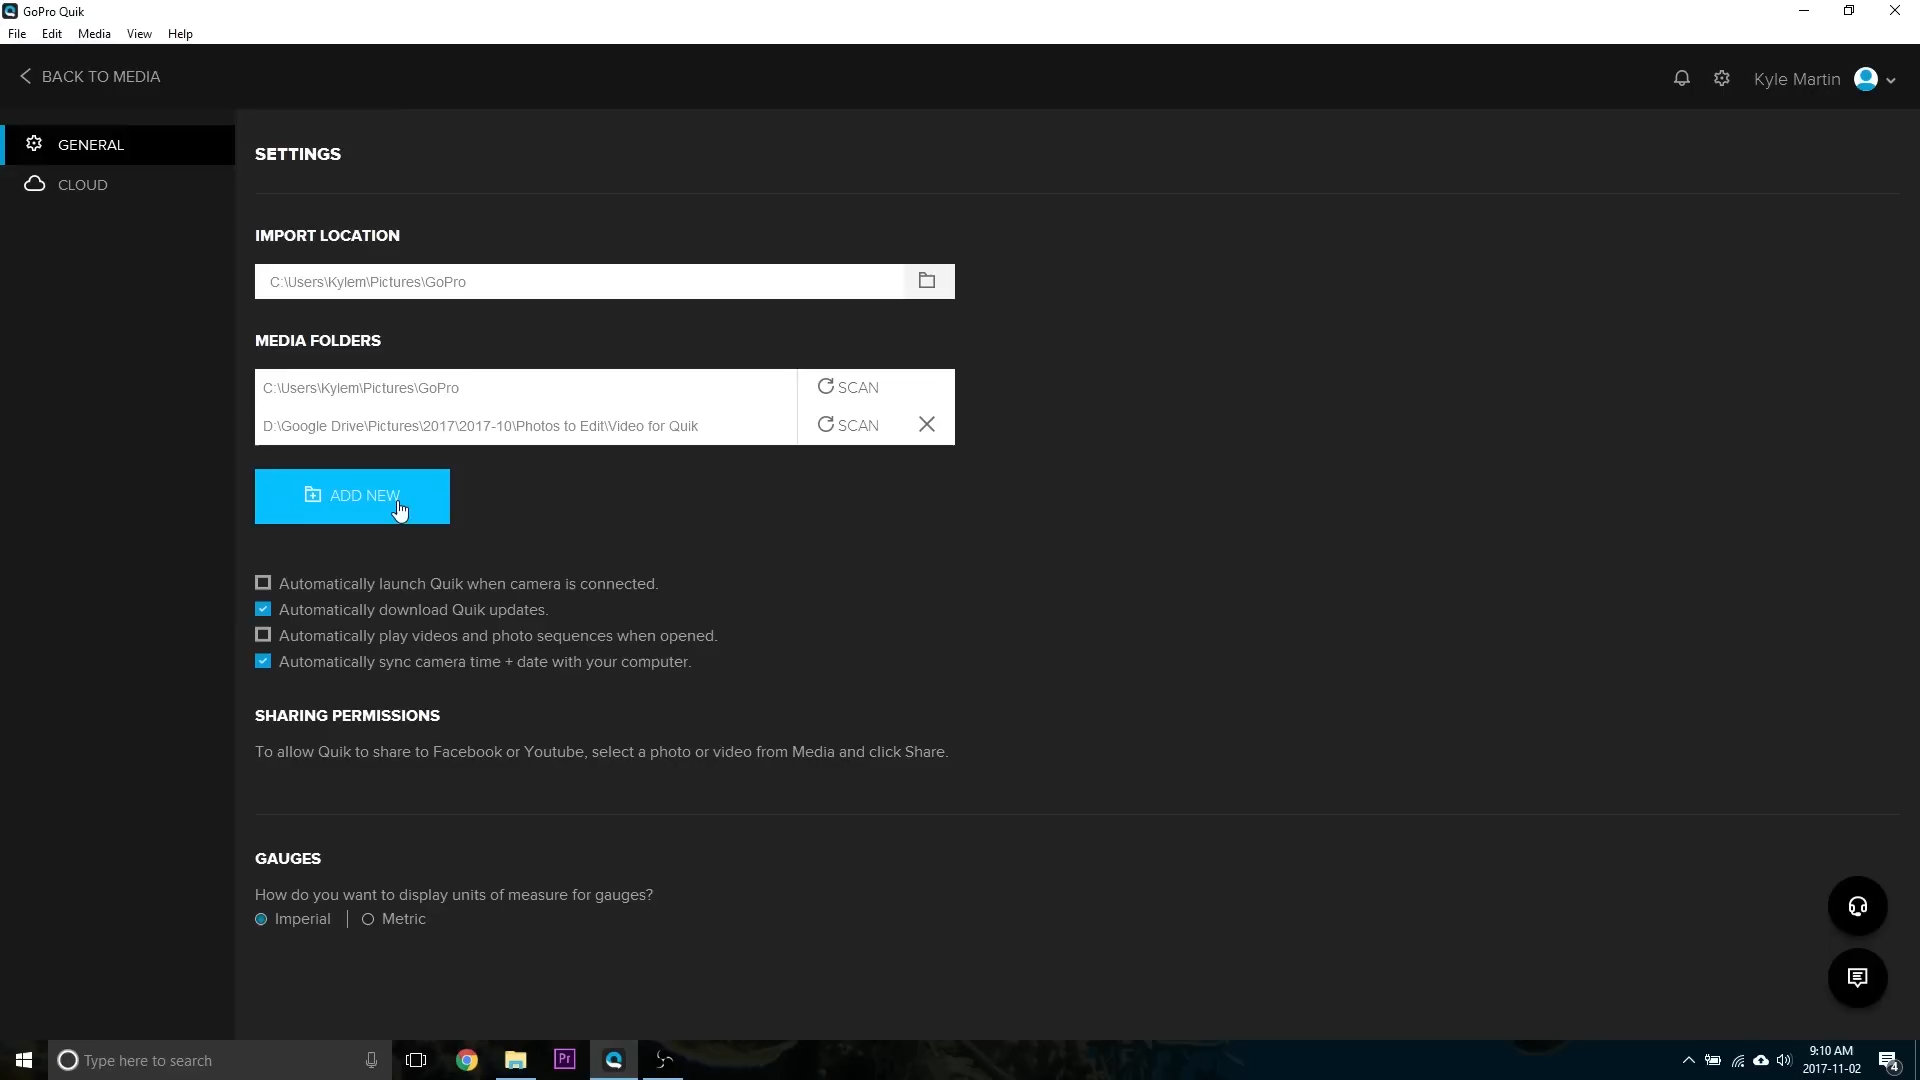 GoPro Quik
File Edit Media View Help
BACK TO MEDIA
Kyle Martin
GENERAL
CLOUD
SETTINGS
IMPORT LOCATION
C:\Users\Kylem\Pictures\GoPro
MEDIA FOLDERS
C:\Users\Kylem\Pictures\GoPro SCAN
D:\Google Drive\Pictures\2017\2017-10\Photos to Edit\Video for Quik SCAN
ADD NEW
Automatically launch Quik when camera is connected.
Automatically download Quik updates.
Automatically play videos and photo sequences when opened.
Automatically sync camera time + date with your computer.
SHARING PERMISSIONS
To allow Quik to share to Facebook or Youtube, select a photo or video from Media and click Share.
GAUGES
How do you want to display units of measure for gauges?
Imperial | Metric
Type here to search
Pr
9:10 AM
2017-11-02
4